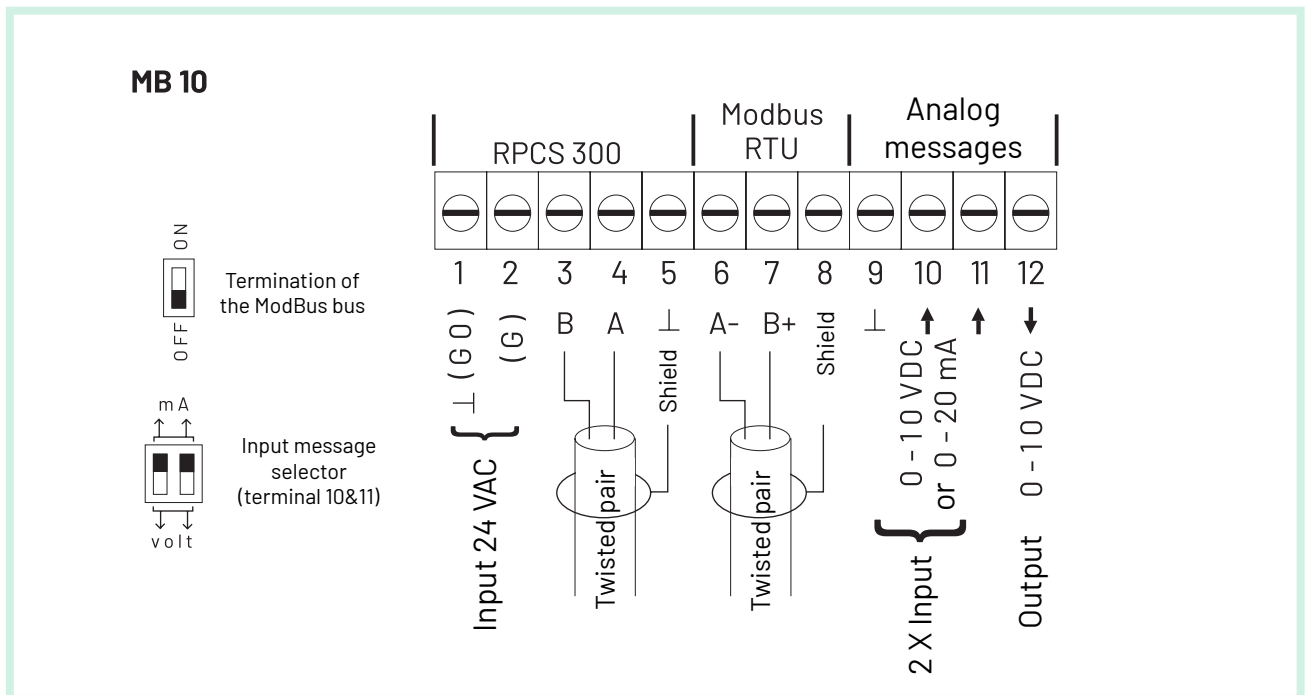 MB 10
RPCS 300
Modbus
RTU
Analog
messages
1 2 3 4 5 6 7 8 9 10 11 12
⊥ (G0)
(G)
B
A
⊥
Shield
A-
B+
Shield
⊥
0-10 VDC
or 0-20 mA
0-10 VDC
Input 24 VAC
Twisted pair
Twisted pair
2 X Input
Output
ON
OFF
Termination of
the ModBus bus
mA
volt
Input message
selector
(terminal 10&11)